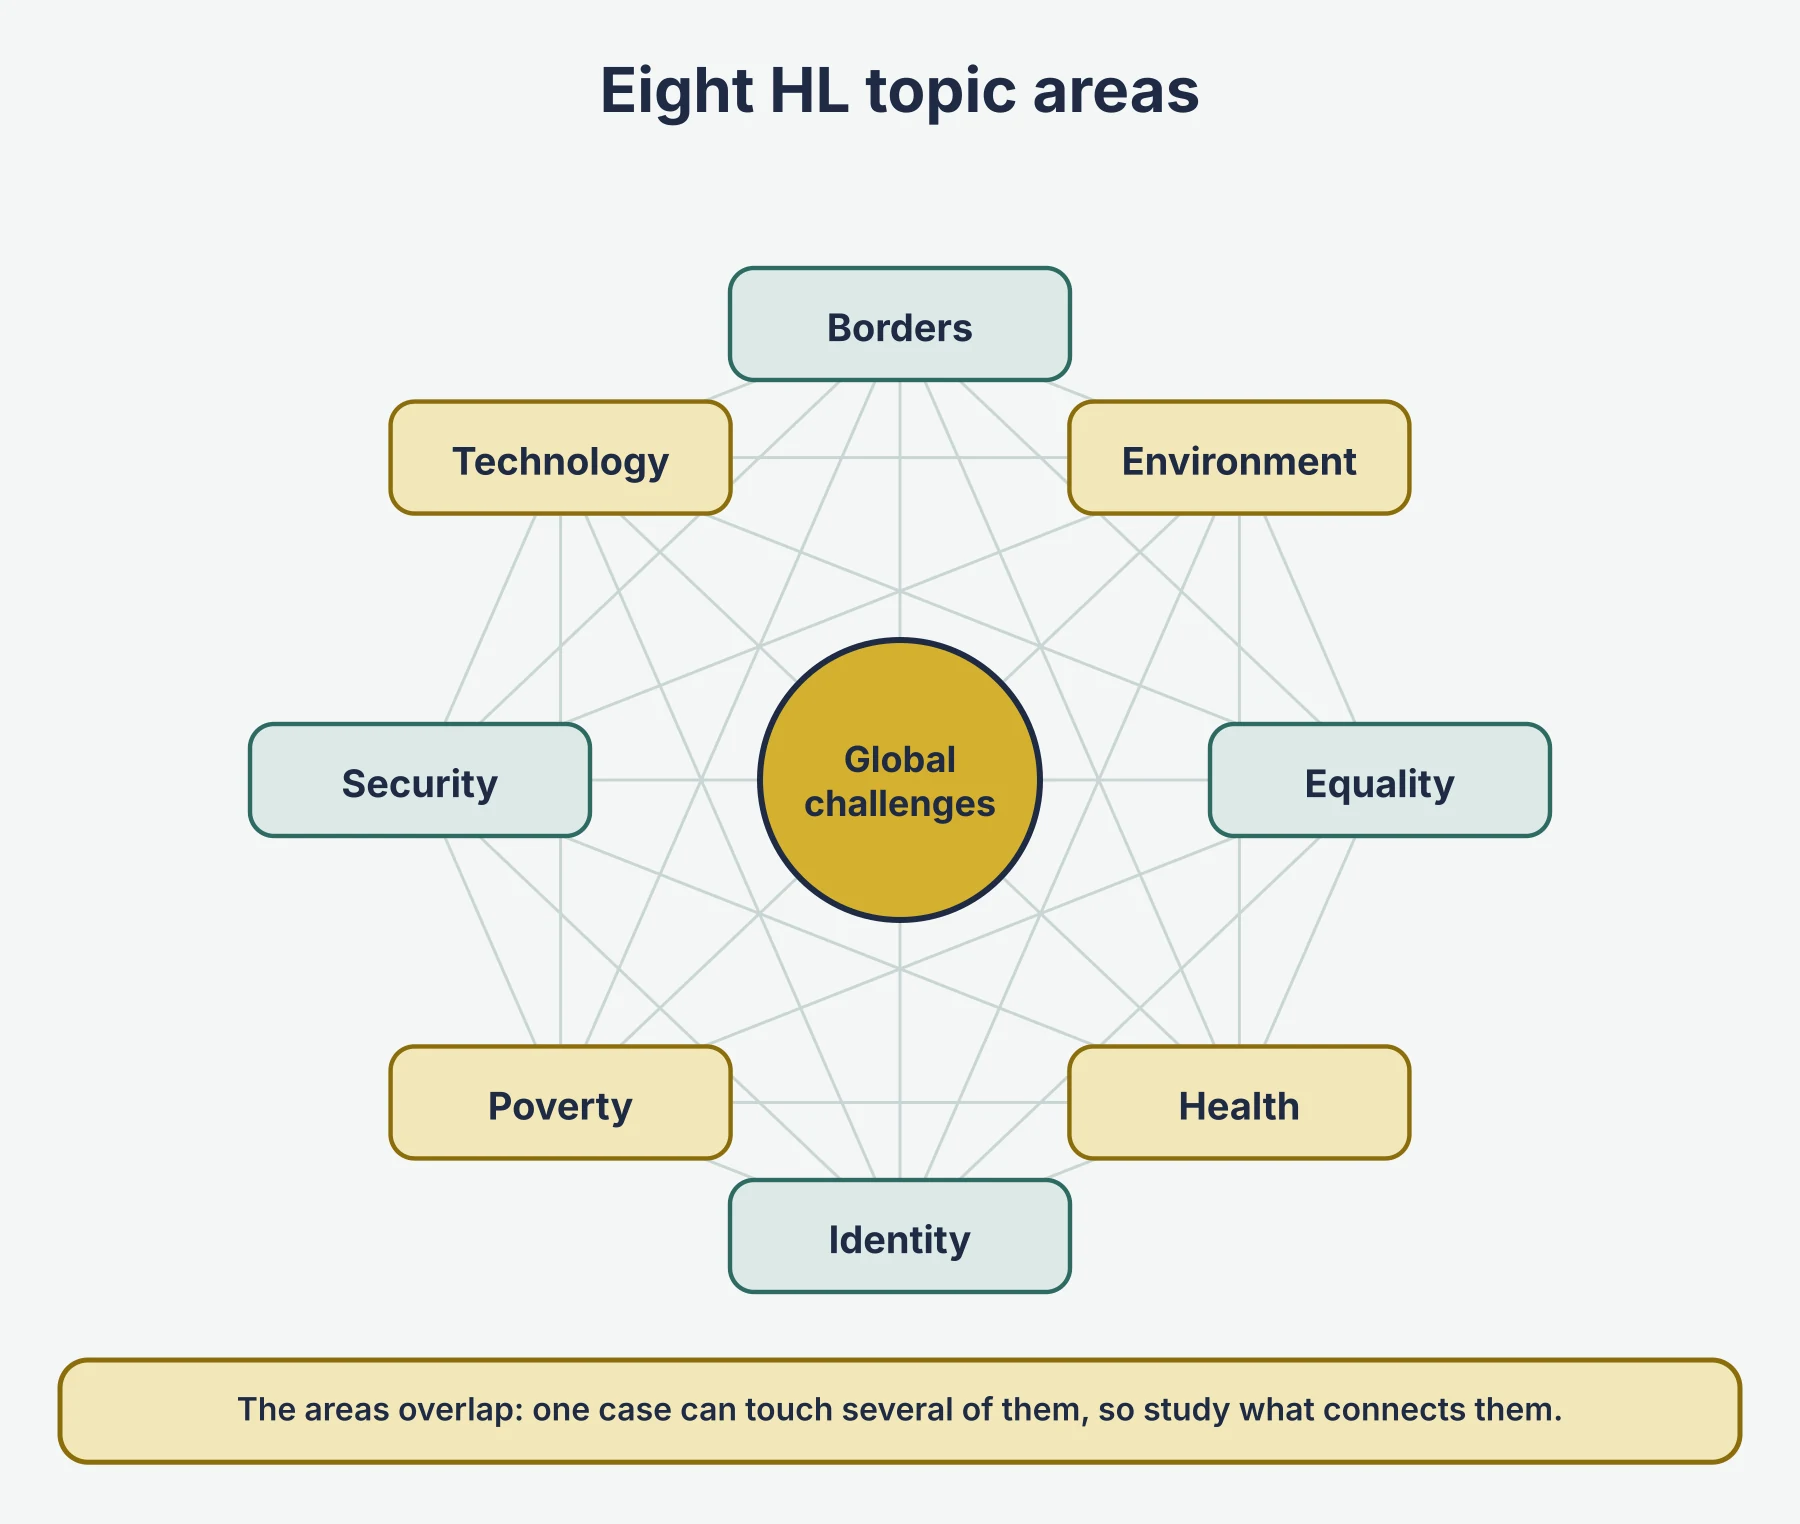 Eight HL topic areas
Borders
Technology
Environment
Global
challenges
Security
Equality
Poverty
Health
Identity
The areas overlap: one case can touch several of them, so study what connects them.